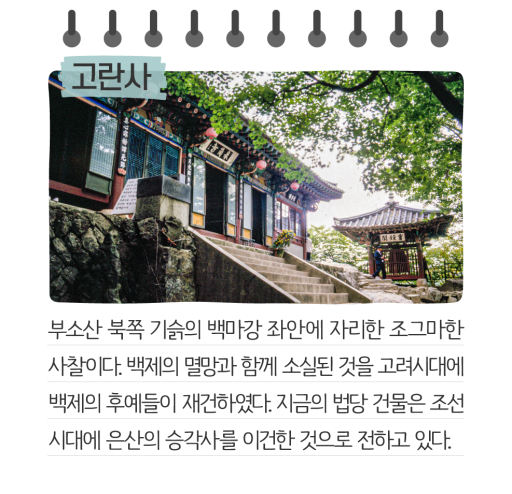 고란사
부소산 북쪽 기슭의 백마강 좌안에 자리한 조그마한
사찰이다. 백제의 멸망과 함께 소실된 것을 고려시대에
백제의 후예들이 재건하였다. 지금의 법당 건물은 조선
시대에 은산의 승각사를 이건한 것으로 전하고 있다.